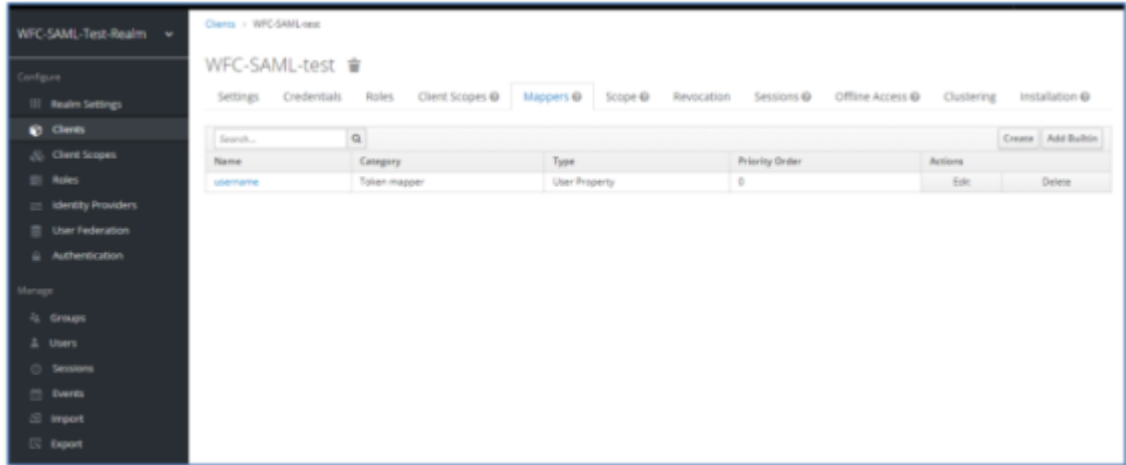 WFC-SAML-Test-Realm
Configure
Realm Settings
Clients
Client Scopes
Roles
Identity Providers
User Federation
Authentication
Manage
Groups
Users
Sessions
Events
Import
Export
Clients > WFC-SAML-test
WFC-SAML-test
Settings Credentials Roles Client Scopes Mappers Scope Revocation Sessions Offline Access Clustering Installation
Search... Create Add Builtin
Name Category Type Priority Order Actions
username Token mapper User Property 0 Edit Delete